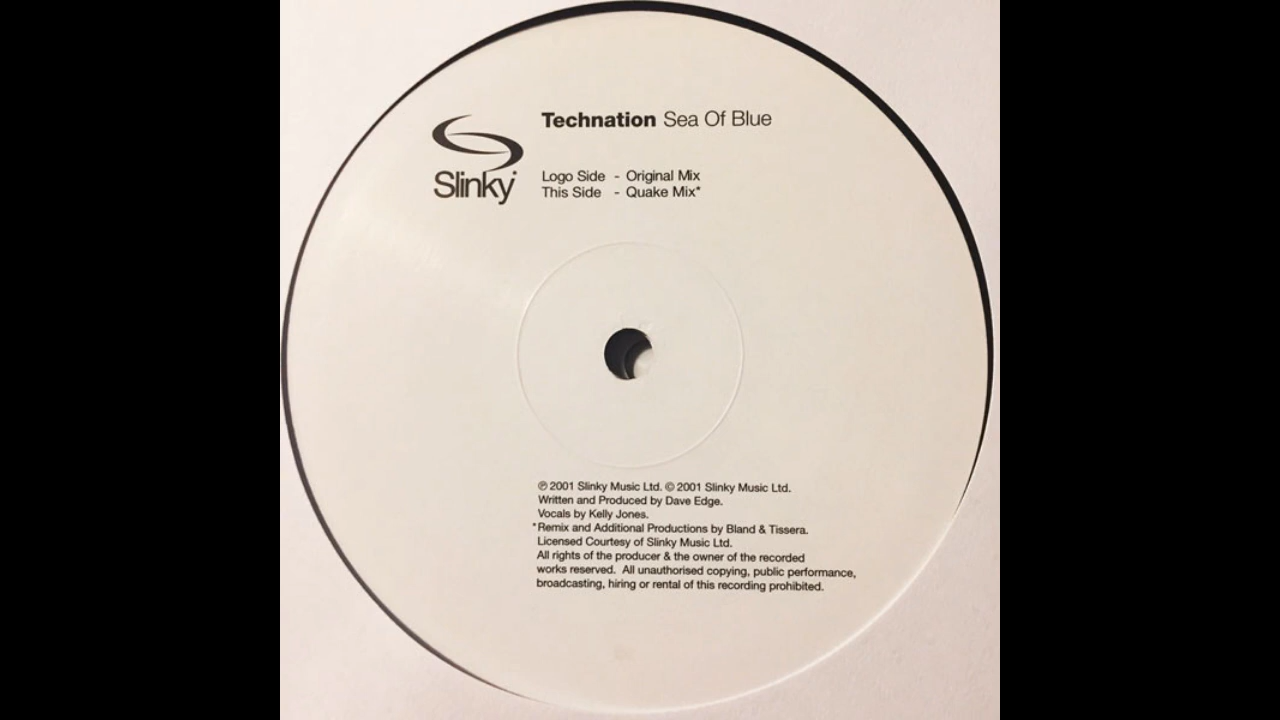 Technation Sea Of Blue
Slinky
Logo Side - Original Mix
This Side - Quake Mix*
℗ 2001 Slinky Music Ltd. © 2001 Slinky Music Ltd.
Written and Produced by Dave Edge.
Vocals by Kelly Jones.
*Remix and Additional Productions by Bland & Tissera.
Licensed Courtesy of Slinky Music Ltd.
All rights of the producer & the owner of the recorded
works reserved. All unauthorised copying, public performance,
broadcasting, hiring or rental of this recording prohibited.